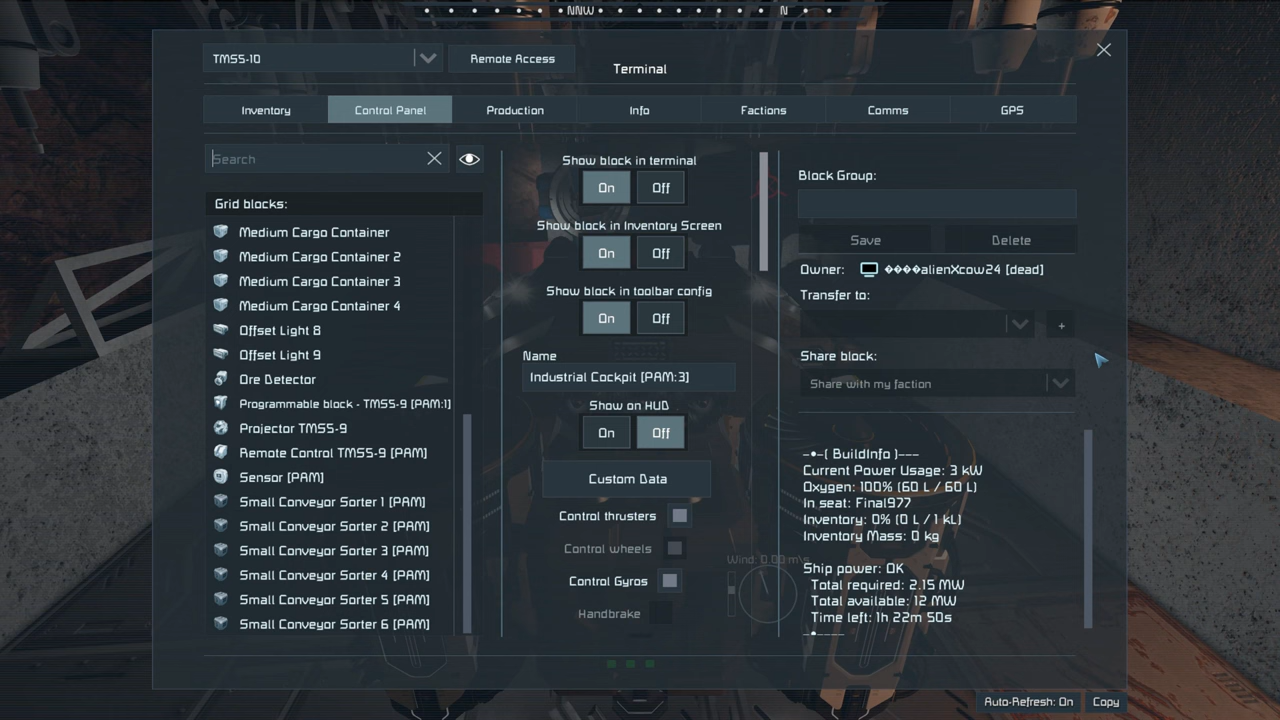 NNW N
TMS5-10
Remote Access
Terminal
Inventory
Control Panel
Production
Info
Factions
Comms
GPS
Search
Grid blocks:
Medium Cargo Container
Medium Cargo Container 2
Medium Cargo Container 3
Medium Cargo Container 4
Offset Light 8
Offset Light 9
Ore Detector
Programmable block - TMS5-9 [PAM:1]
Projector TMS5-9
Remote Control TMS5-9 [PAM]
Sensor [PAM]
Small Conveyor Sorter 1 [PAM]
Small Conveyor Sorter 2 [PAM]
Small Conveyor Sorter 3 [PAM]
Small Conveyor Sorter 4 [PAM]
Small Conveyor Sorter 5 [PAM]
Small Conveyor Sorter 6 [PAM]
Show block in terminal
On Off
Show block in Inventory Screen
On Off
Show block in toolbar config
On Off
Name
Industrial Cockpit [PAM:3]
Show on HUD
On Off
Custom Data
Control thrusters
Control wheels
Control Gyros
Handbrake
Wind: 0.00 m/s
Block Group:
Save Delete
Owner: ����alienXcow24 [dead]
Transfer to:
+
Share block:
Share with my faction
-•-( BuildInfo )---
Current Power Usage: 3 kW
Oxygen: 100% (60 L / 60 L)
In seat: Final977
Inventory: 0% (0 L / 1 kL)
Inventory Mass: 0 kg
Ship power: OK
Total required: 2.15 MW
Total available: 12 MW
Time left: 1h 22m 50s
-•----
Auto-Refresh: On Copy